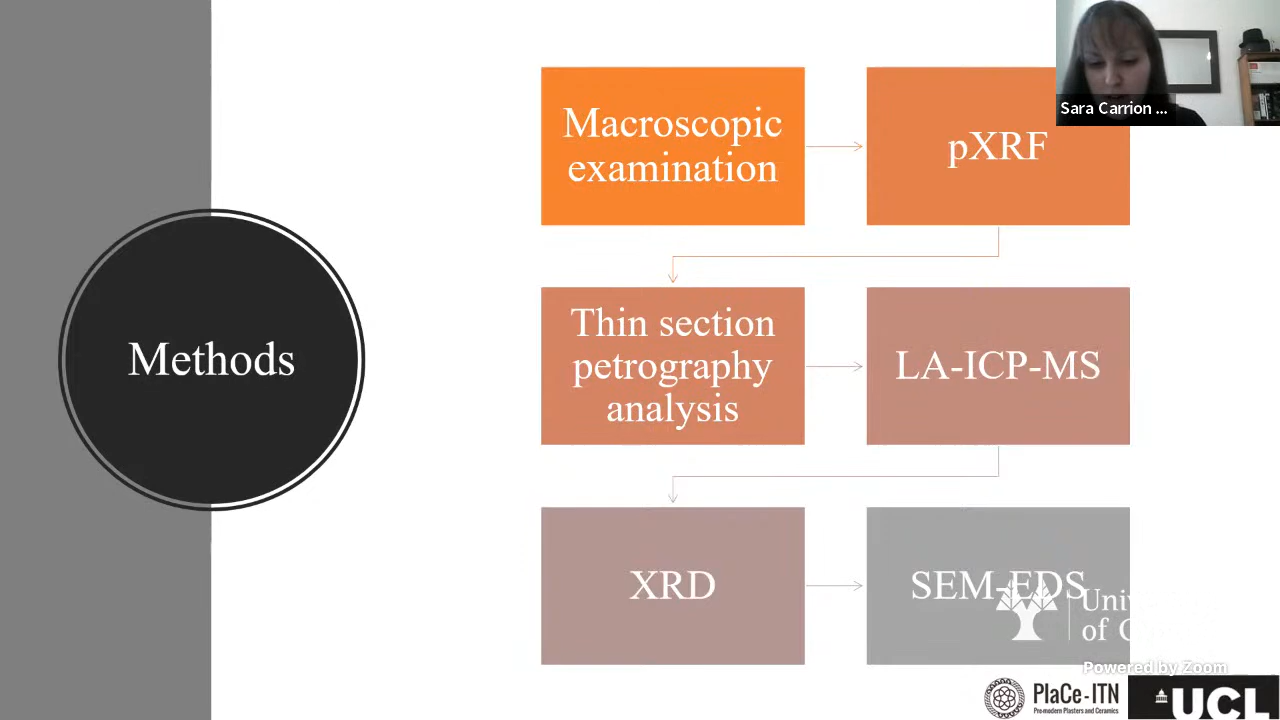 Sara Carrion ...
Macroscopic
examination
pXRF
Methods
Thin section
petrography
analysis
LA-ICP-MS
XRD
SEM-EDS
of
Powered by Zoom
PlaCe-ITN
Pre-modern Plasters and Ceramics
UCL